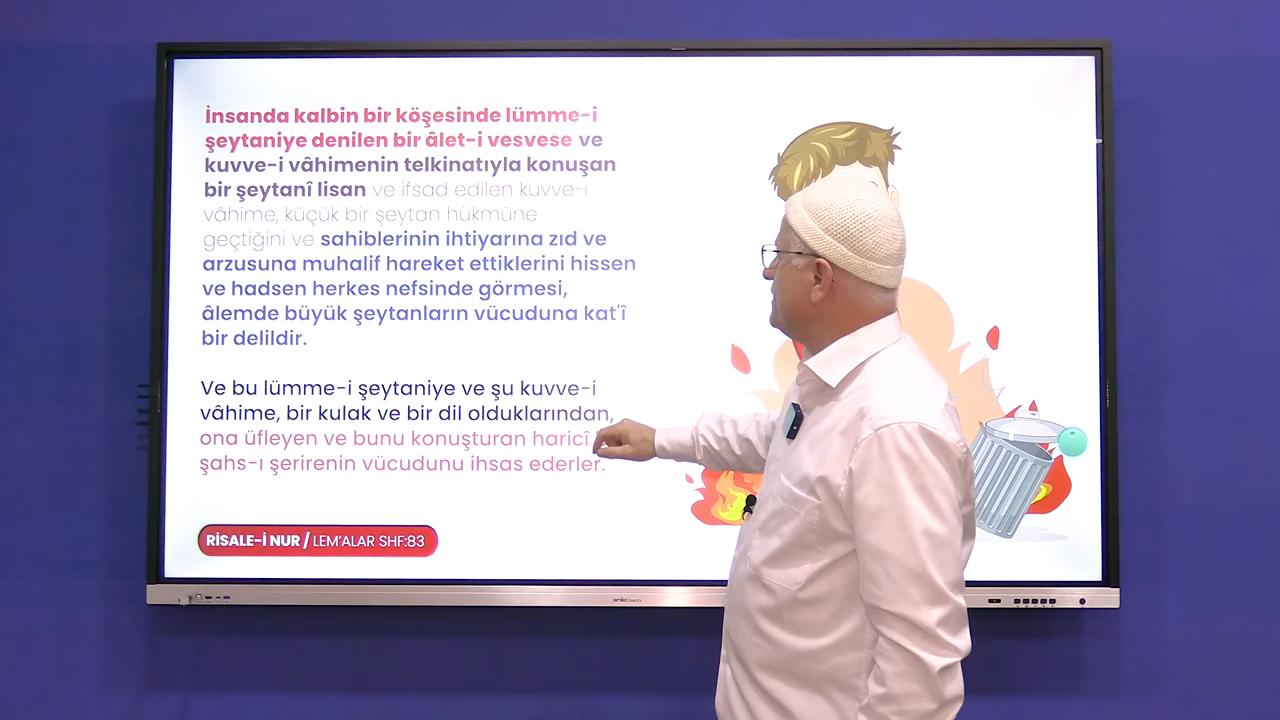 İnsanda kalbin bir köşesinde lümme-i
şeytaniye denilen bir âlet-i vesvese ve
kuvve-i vâhimenin telkinatıyla konuşan
bir şeytanî lisan ve ifsad edilen kuvve-i
vâhime, küçük bir şeytan hükmüne
geçtiğini ve sahiblerinin ihtiyarına zıd ve
arzusuna muhalif hareket ettiklerini hissen
ve hadsen herkes nefsinde görmesi,
âlemde büyük şeytanların vücuduna kat'î
bir delildir.
Ve bu lümme-i şeytaniye ve şu kuvve-i
vâhime, bir kulak ve bir dil olduklarından,
ona üfleyen ve bunu konuşturan haricî
şahs-ı şerirenin vücudunu ihsas ederler.
RİSALE-İ NUR / LEM'ALAR SHF:83